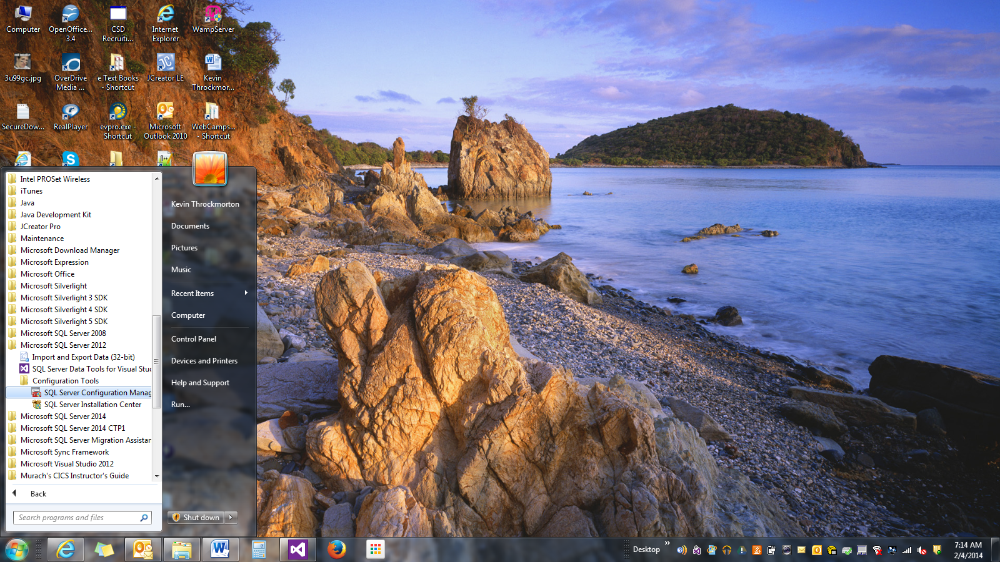 Computer
OpenOffice... 3.4
CSD Recruiti...
Internet Explorer
WampServer
3u99gc.jpg
OverDrive Media ...
e Text Books - Shortcut
JCreator LE
Kevin Throckmor...
SecureDow...
RealPlayer
evpro.exe - Shortcut
Microsoft Outlook 2010
WebCamps... - Shortcut
Intel PROSet Wireless
iTunes
Java
Java Development Kit
JCreator Pro
Maintenance
Microsoft Download Manager
Microsoft Expression
Microsoft Office
Microsoft Silverlight
Microsoft Silverlight 3 SDK
Microsoft Silverlight 4 SDK
Microsoft Silverlight 5 SDK
Microsoft SQL Server 2008
Microsoft SQL Server 2012
Import and Export Data (32-bit)
SQL Server Data Tools for Visual Stu
Configuration Tools
SQL Server Configuration Manag
SQL Server Installation Center
Microsoft SQL Server 2014
Microsoft SQL Server 2014 CTP1
Microsoft SQL Server Migration Assistan
Microsoft Sync Framework
Microsoft Visual Studio 2012
Murach's CICS Instructor's Guide
Back
Search programs and files
Kevin Throckmorton
Documents
Pictures
Music
Recent Items
Computer
Control Panel
Devices and Printers
Help and Support
Run...
Shut down
Desktop
7:14 AM
2/4/2014